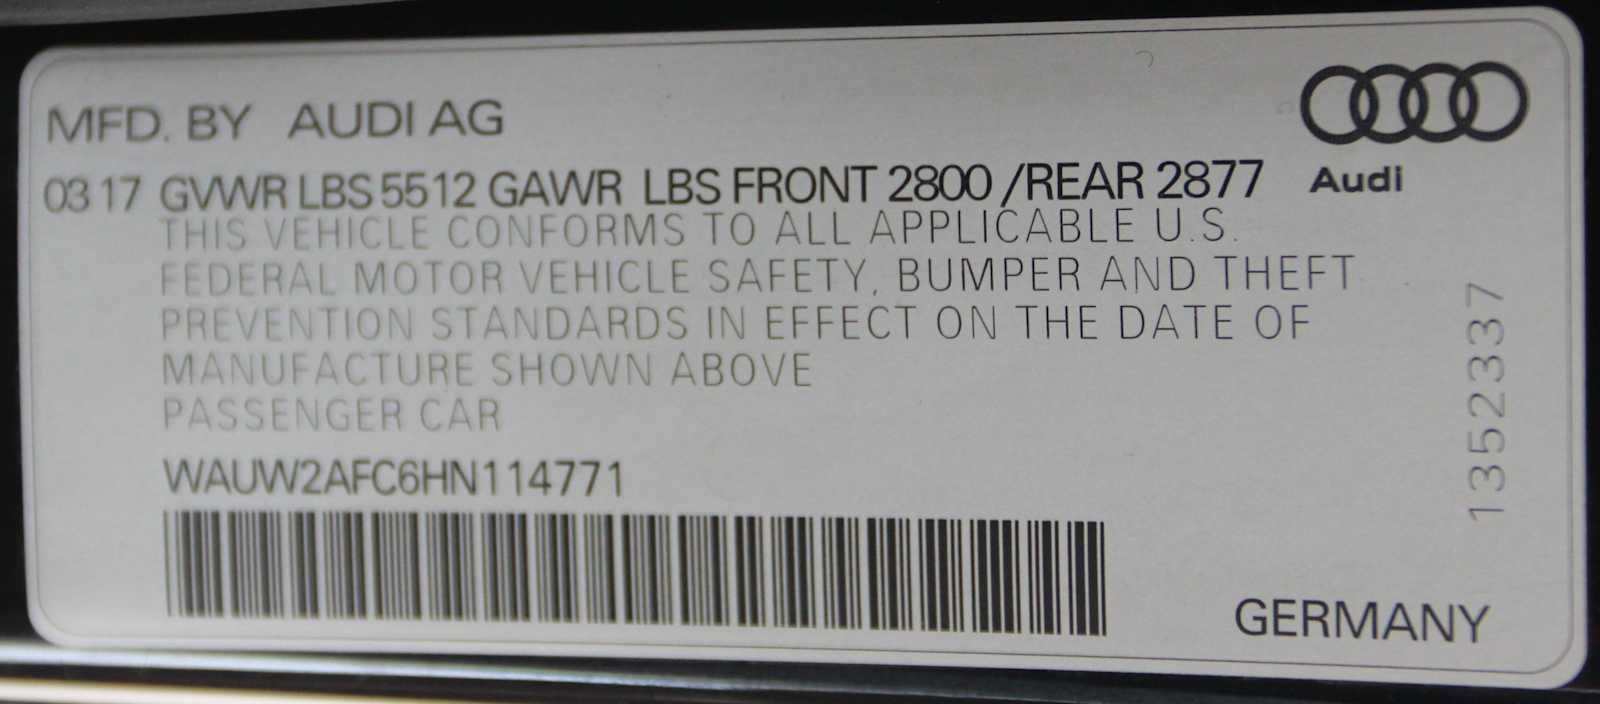 MFD. BY AUDI AG
03 17 GVWR LBS 5512 GAWR LBS FRONT 2800 /REAR 2877
Audi
THIS VEHICLE CONFORMS TO ALL APPLICABLE U.S.
FEDERAL MOTOR VEHICLE SAFETY, BUMPER AND THEFT
PREVENTION STANDARDS IN EFFECT ON THE DATE OF
MANUFACTURE SHOWN ABOVE
PASSENGER CAR
WAUW2AFC6HN114771
1352337
GERMANY